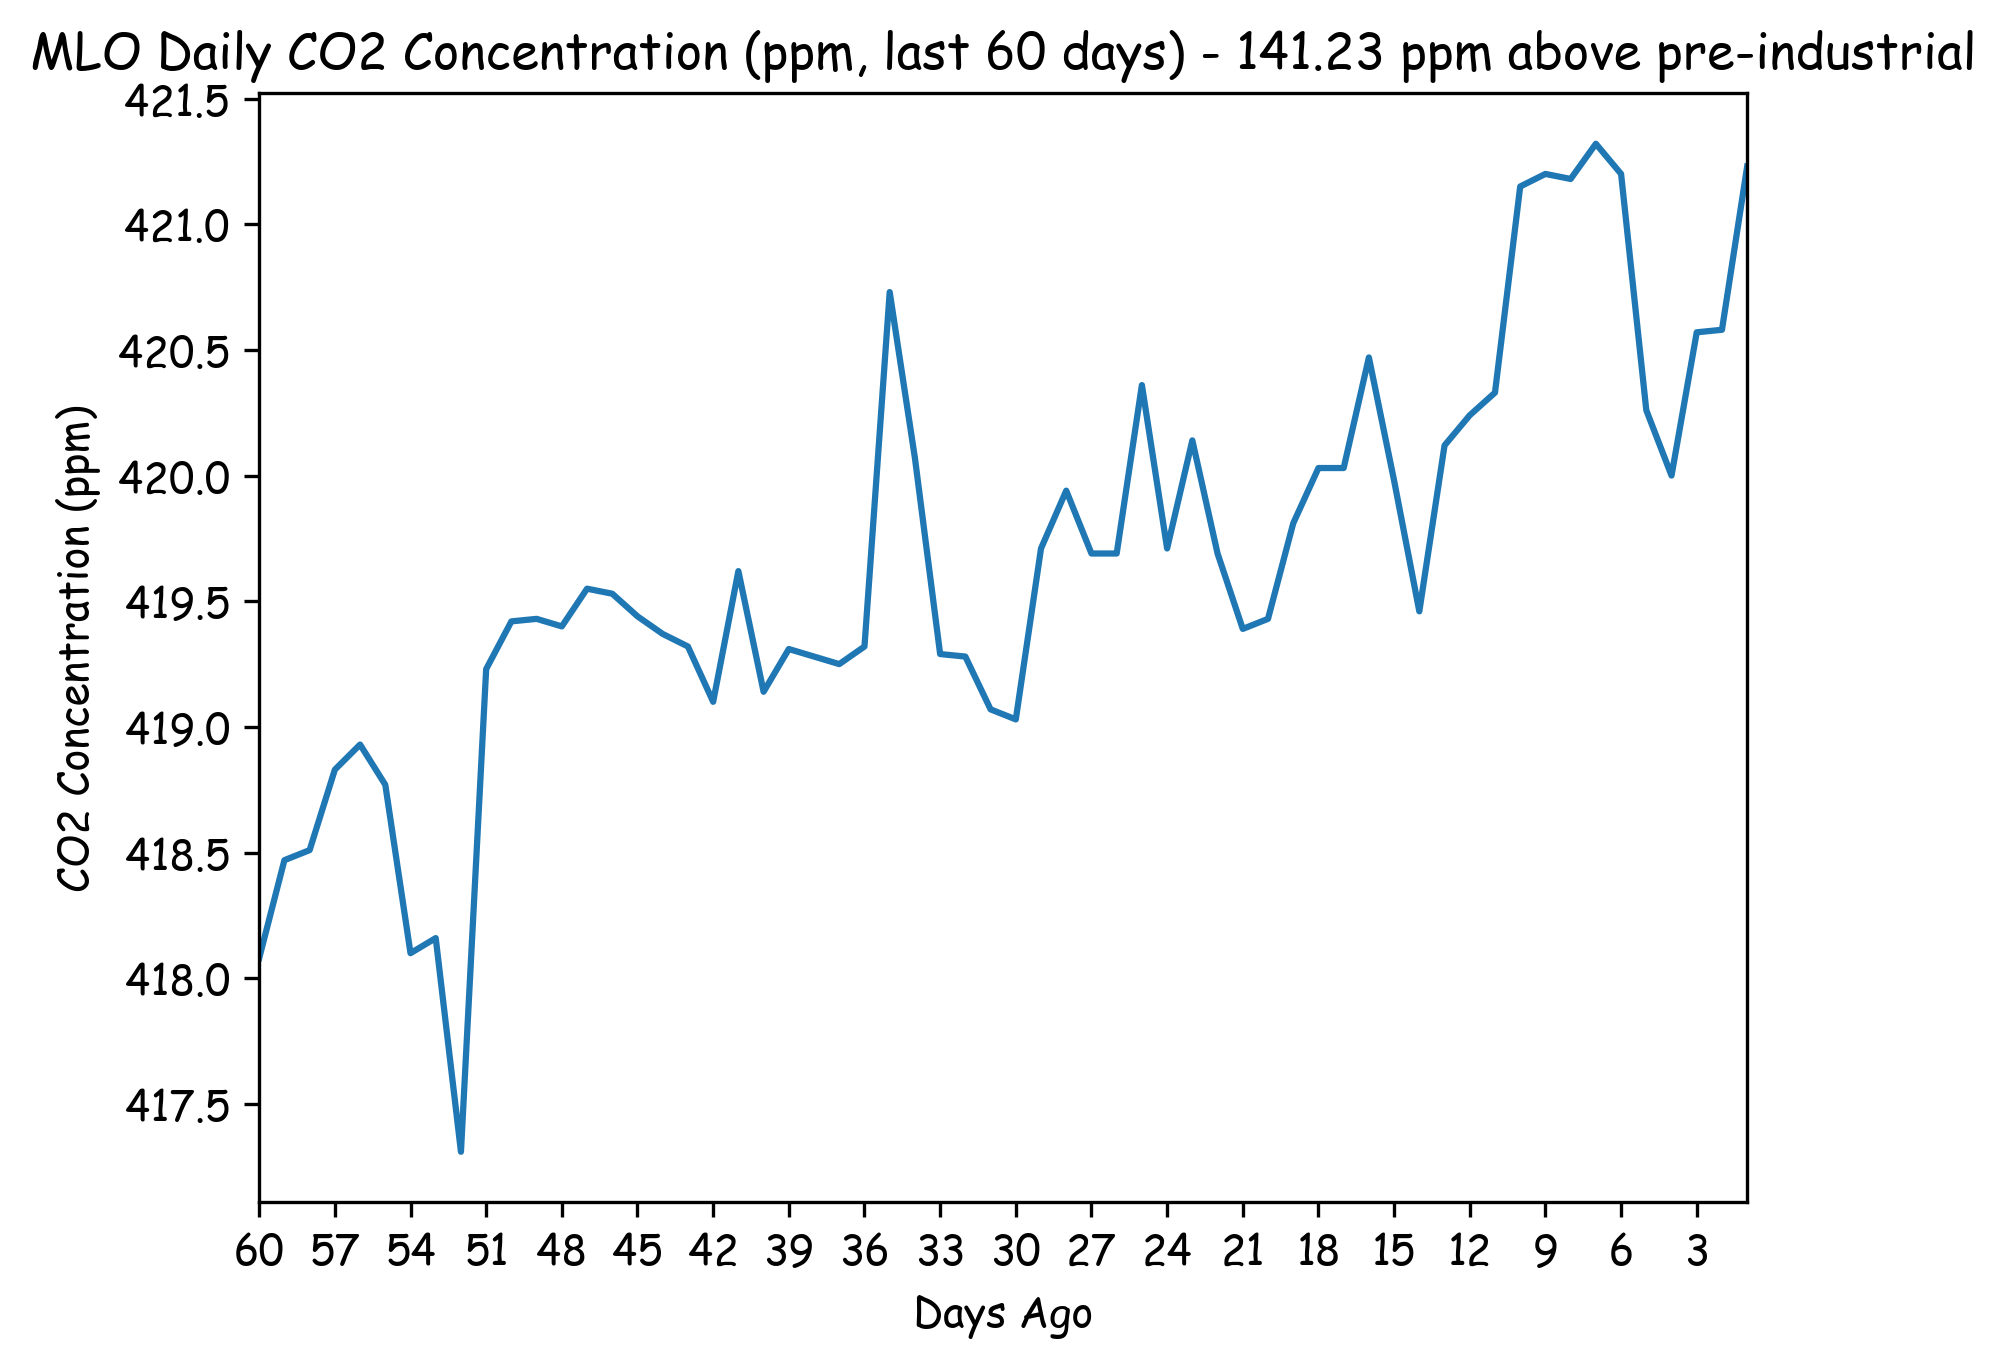 MLO Daily CO2 Concentration (ppm, last 60 days) - 141.23 ppm above pre-industrial
421.5
421.0
420.5
420.0
419.5
419.0
418.5
418.0
417.5
CO2 Concentration (ppm)
60 57 54 51 48 45 42 39 36 33 30 27 24 21 18 15 12 9 6 3
Days Ago